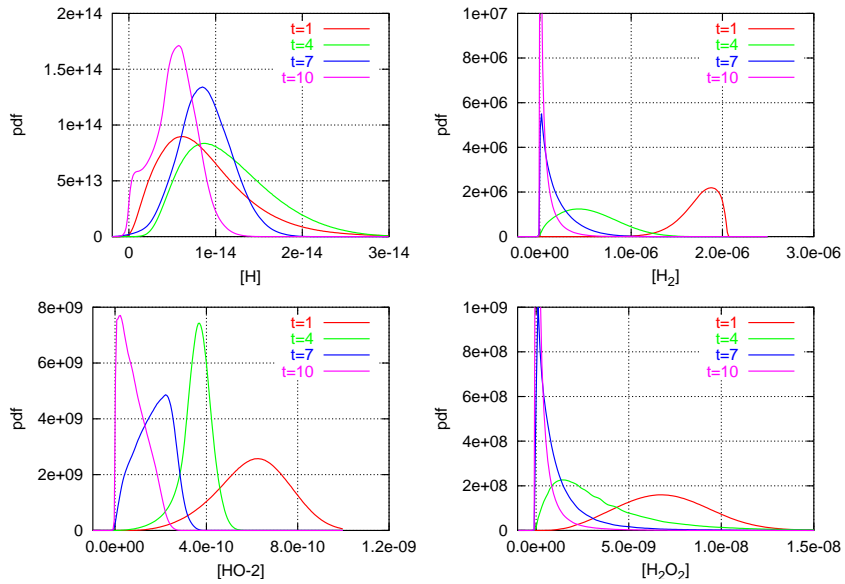 2e+14
1.5e+14
1e+14
5e+13
0
pdf
0
1e-14
2e-14
3e-14
[H]
t=1
t=4
t=7
t=10
1e+07
8e+06
6e+06
4e+06
2e+06
0
pdf
0.0e+00
1.0e-06
2.0e-06
3.0e-06
[H2]
t=1
t=4
t=7
t=10
8e+09
6e+09
4e+09
2e+09
0
pdf
0.0e+00
4.0e-10
8.0e-10
1.2e-09
[HO-2]
t=1
t=4
t=7
t=10
1e+09
8e+08
6e+08
4e+08
2e+08
0
pdf
0.0e+00
5.0e-09
1.0e-08
1.5e-08
[H2O2]
t=1
t=4
t=7
t=10